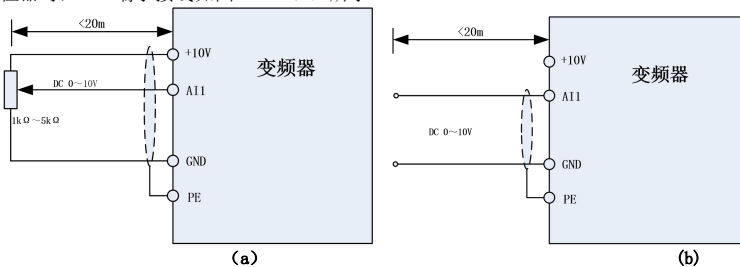 <20m
+10V
变频器
DC 0～10V
AI1
1kΩ～5kΩ
GND
PE
(a)
<20m
+10V
变频器
AI1
DC 0～10V
GND
PE
(b)